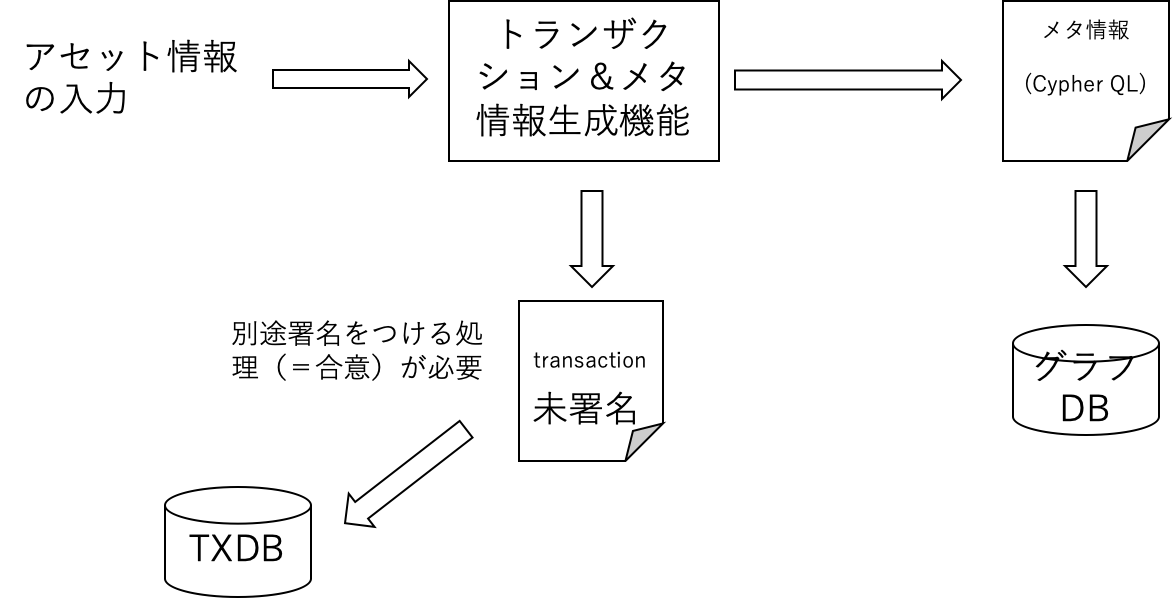 アセット情報
の入力
トランザク
ション＆メタ
情報生成機能
メタ情報
（Cypher QL）
別途署名をつける処
理（＝合意）が必要
transaction
未署名
グラフ
DB
TXDB